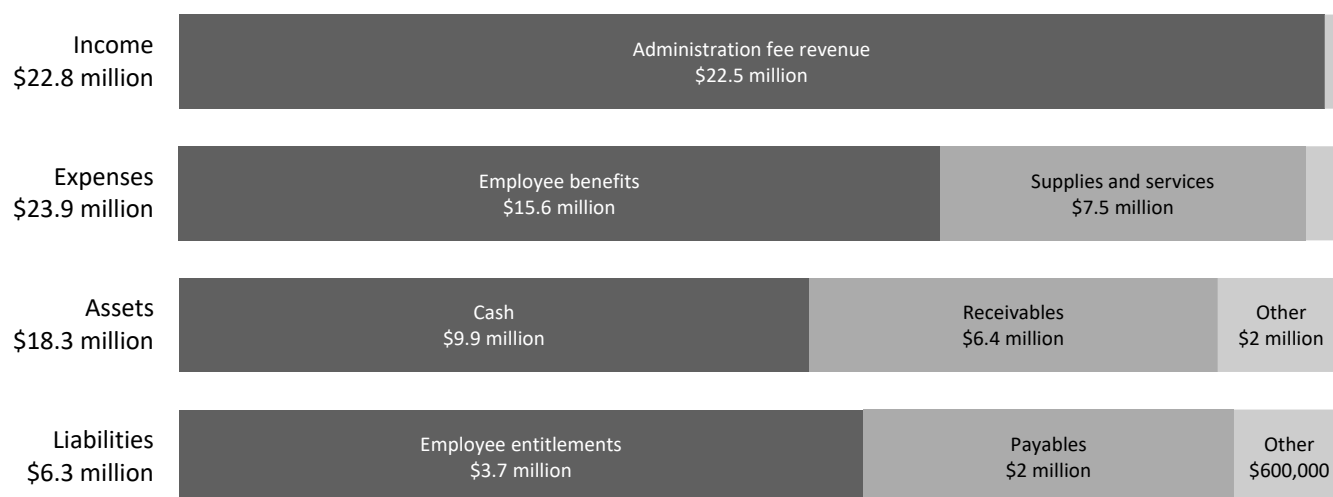 Income
$22.8 million
Administration fee revenue
$22.5 million
Expenses
$23.9 million
Employee benefits
$15.6 million
Supplies and services
$7.5 million
Assets
$18.3 million
Cash
$9.9 million
Receivables
$6.4 million
Other
$2 million
Liabilities
$6.3 million
Employee entitlements
$3.7 million
Payables
$2 million
Other
$600,000